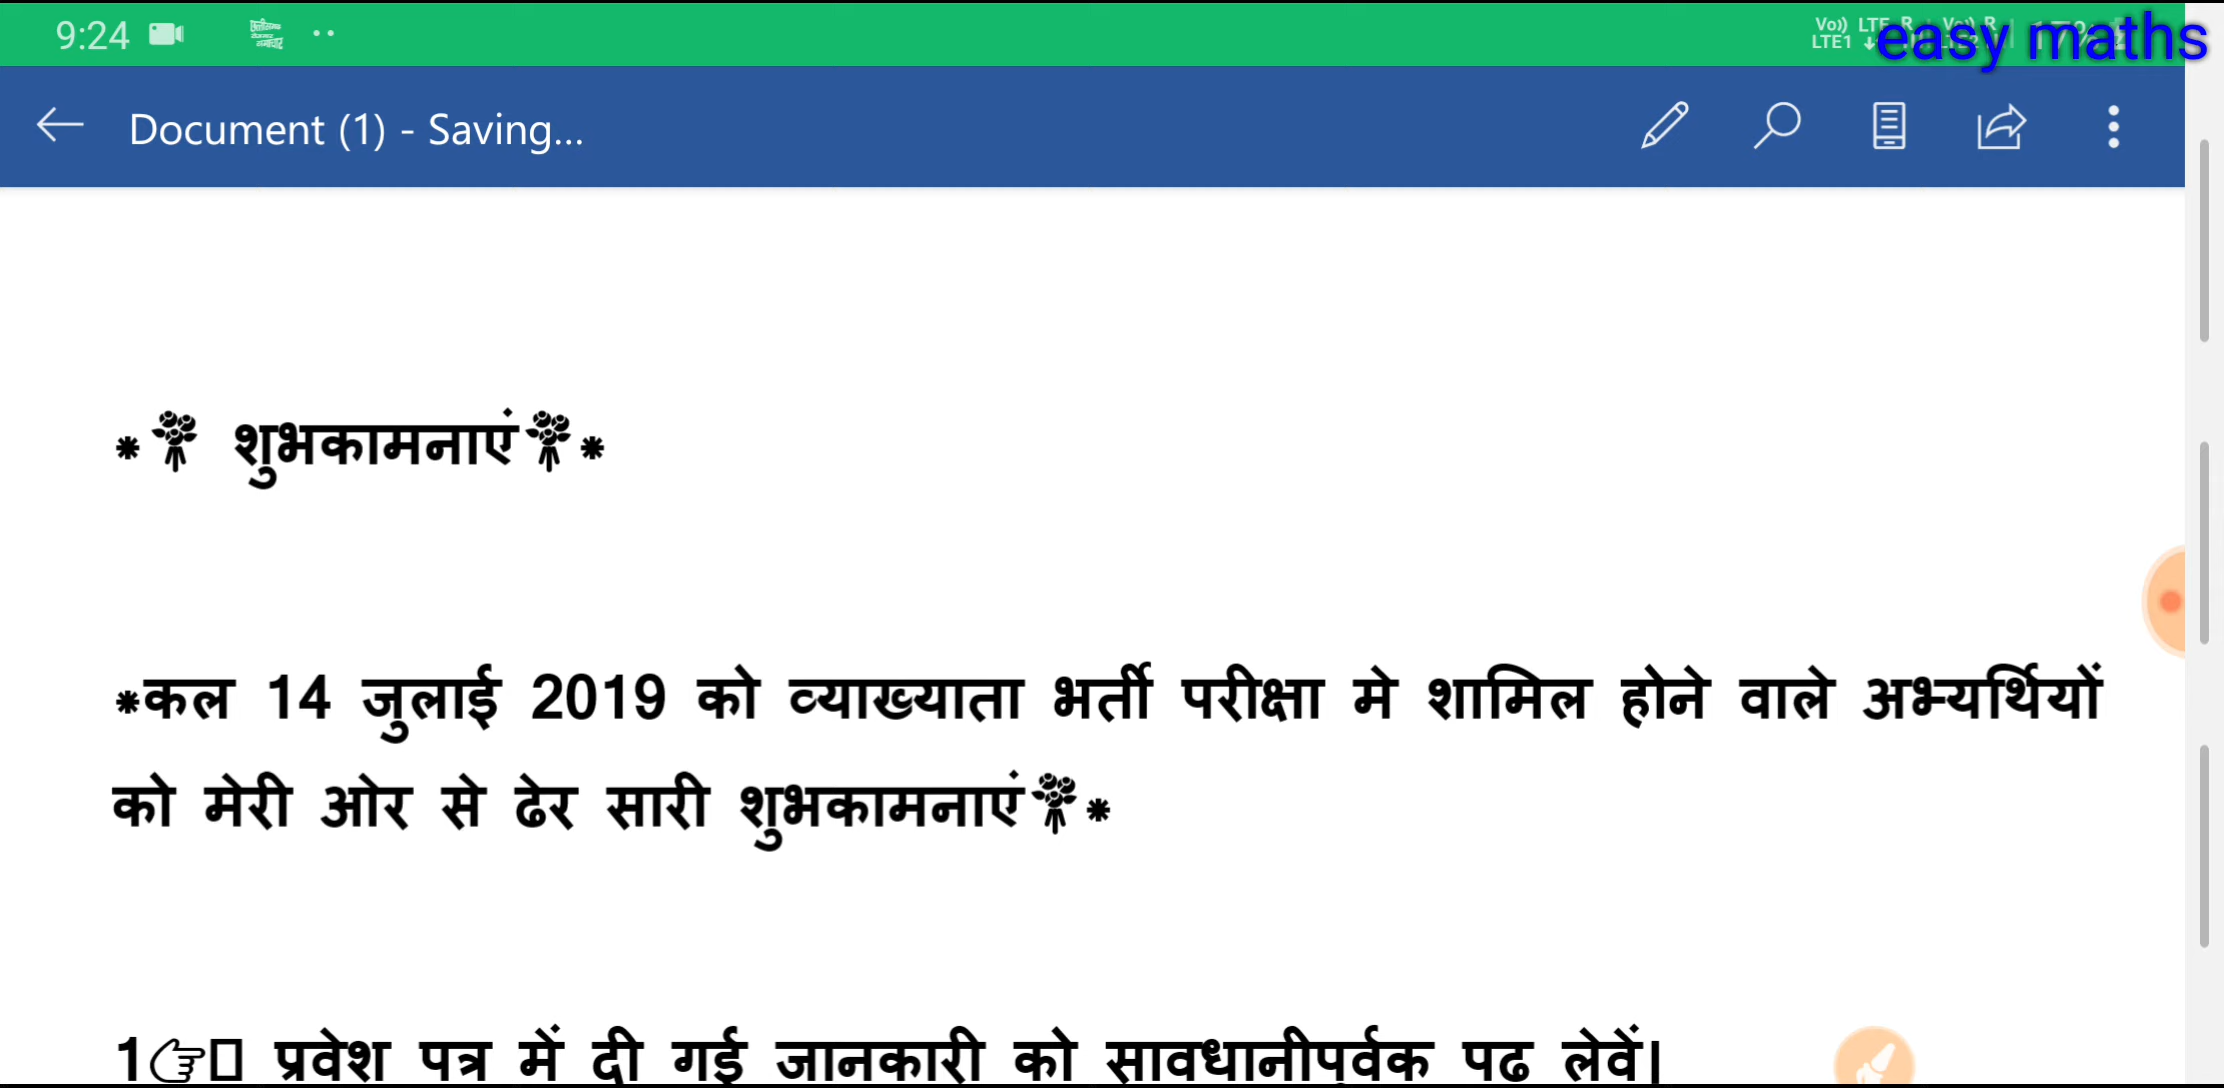 9:24
easy maths
Document (1) - Saving...
*💐 शुभकामनाएं💐*
*कल 14 जुलाई 2019 को व्याख्याता भर्ती परीक्षा मे शामिल होने वाले अभ्यर्थियों
को मेरी ओर से ढेर सारी शुभकामनाएं💐*
1👉 प्रवेश पत्र में दी गई जानकारी को सावधानीपूर्वक पढ लेवें|